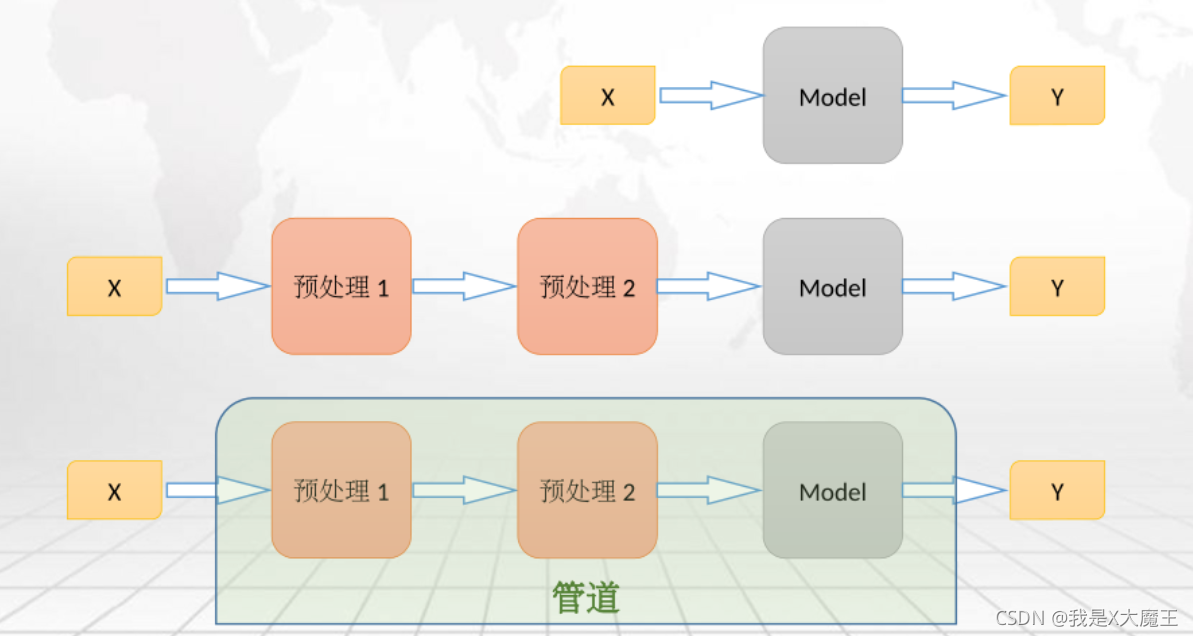 X Model Y
X 预处理 1 预处理 2 Model Y
X 预处理 1 预处理 2 Model Y
管道
CSDN @我是X大魔王